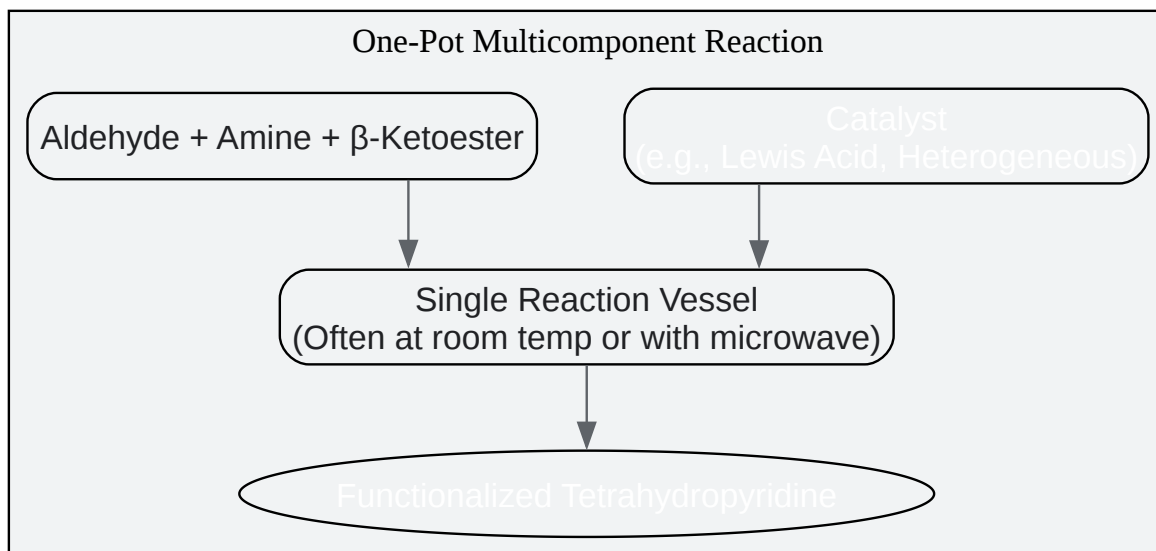 One-Pot Multicomponent Reaction
Aldehyde + Amine + β-Ketoester
Catalyst
(e.g., Lewis Acid, Heterogeneous)
Single Reaction Vessel
(Often at room temp or with microwave)
Functionalized Tetrahydropyridine